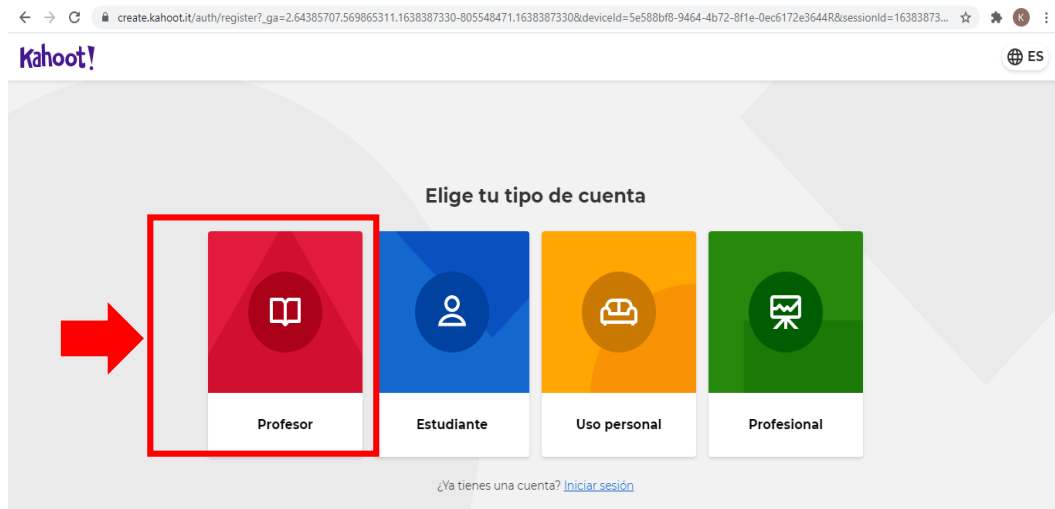 create.kahoot.it/auth/register?_ga=2.64385707.569865311.1638387330-805548471.1638387330&deviceId=5e588bf8-9464-4b72-8f1e-0ec6172e3644R&sessionId=16383873...
K
Kahoot!
ES
Elige tu tipo de cuenta
Profesor
Estudiante
Uso personal
Profesional
¿Ya tienes una cuenta? Iniciar sesión